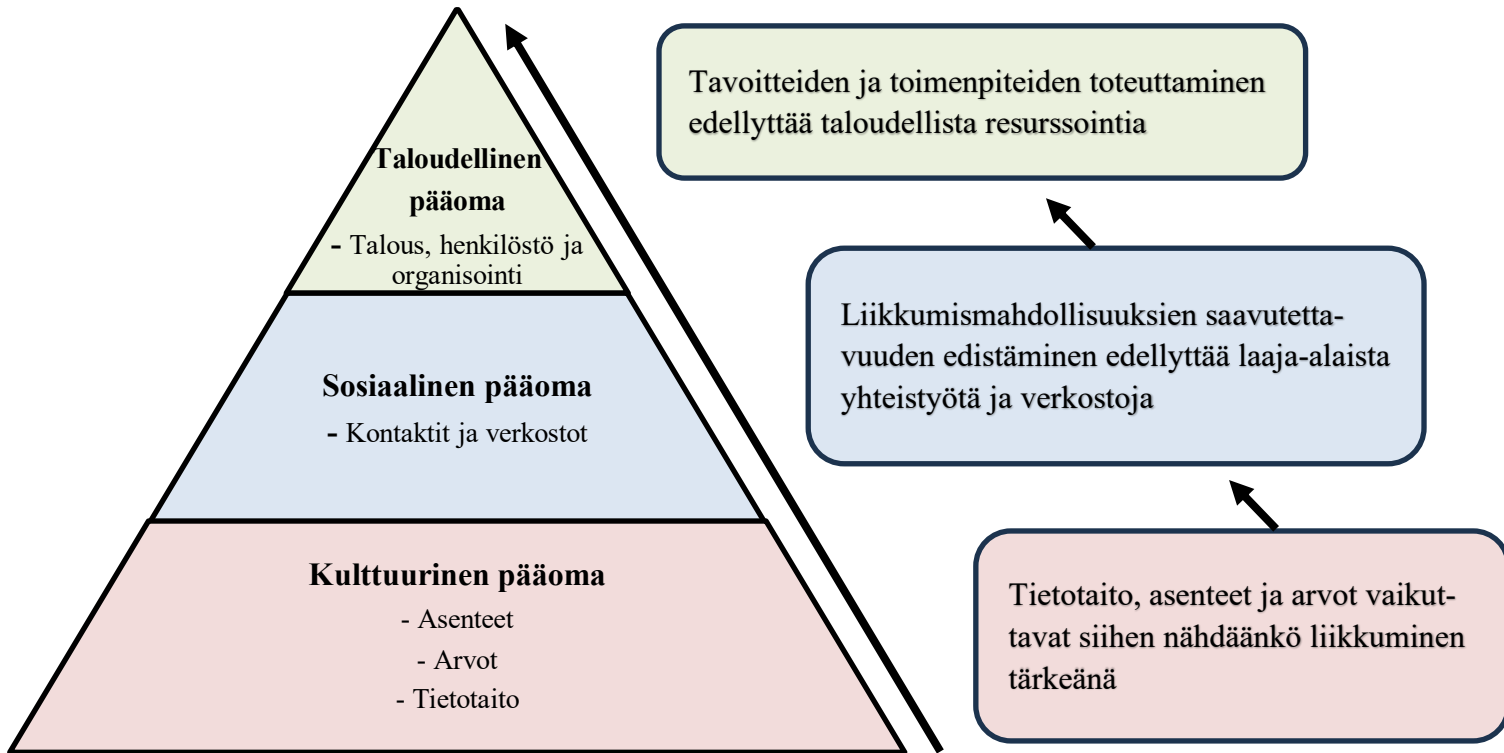 Taloudellinen
pääoma
- Talous, henkilöstö ja
organisointi
Sosiaalinen pääoma
- Kontaktit ja verkostot
Kulttuurinen pääoma
- Asenteet
- Arvot
- Tietotaito
Tavoitteiden ja toimenpiteiden toteuttaminen
edellyttää taloudellista resurssointia
Liikkumismahdollisuuksien saavutetta-
vuuden edistäminen edellyttää laaja-alaista
yhteistyötä ja verkostoja
Tietotaito, asenteet ja arvot vaikut-
tavat siihen nähdäänkö liikkuminen
tärkeänä